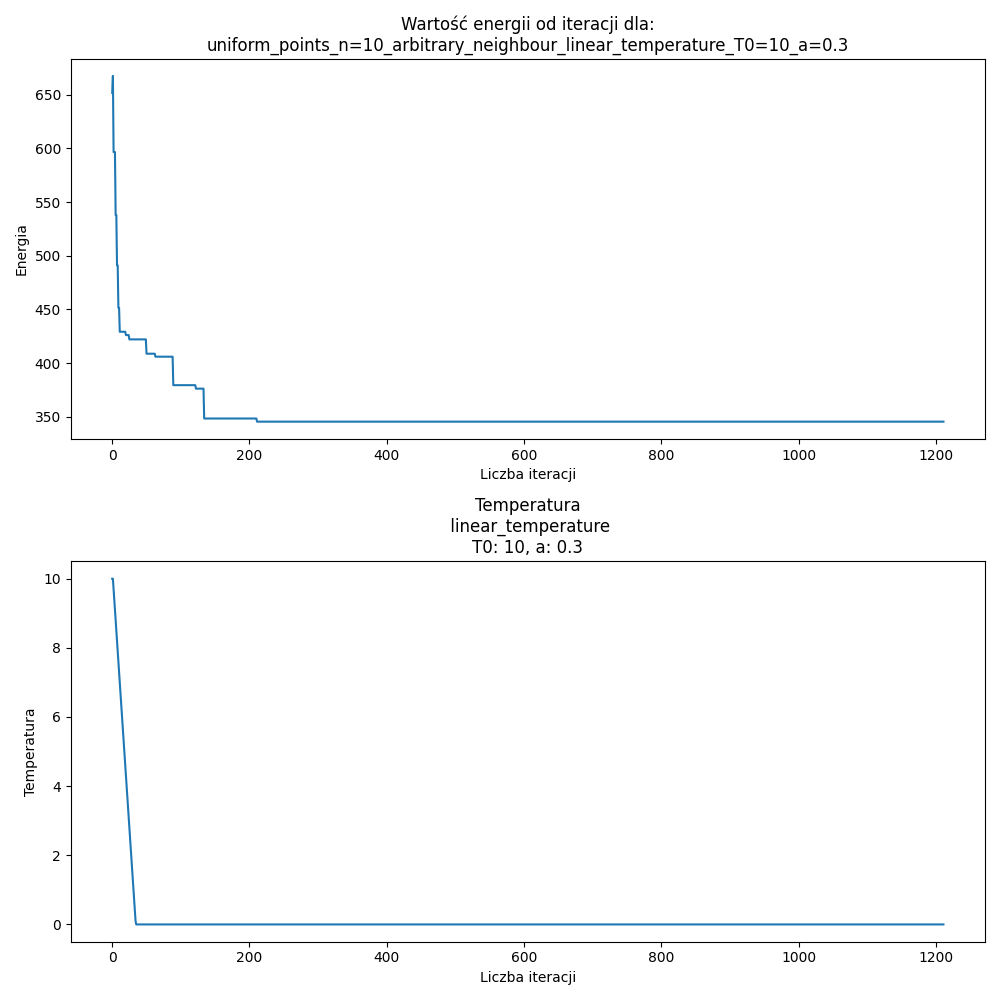 Wartość energii od iteracji dla:
uniform_points_n=10_arbitrary_neighbour_linear_temperature_T0=10_a=0.3
650
600
550
500
450
400
350
Energia
0 200 400 600 800 1000 1200
Liczba iteracji
Temperatura
linear_temperature
T0: 10, a: 0.3
10
8
6
4
2
0
Temperatura
0 200 400 600 800 1000 1200
Liczba iteracji